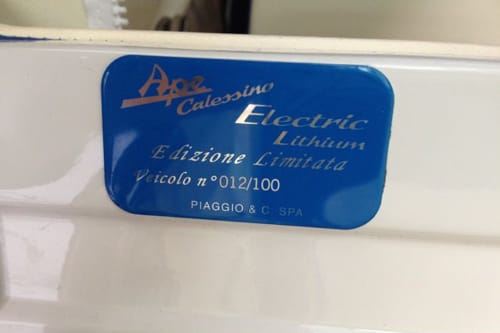 Ape
Calessino
Electric
Lithium
Edizione Limitata
Veicolo n° 012/100
PIAGGIO & C. SPA